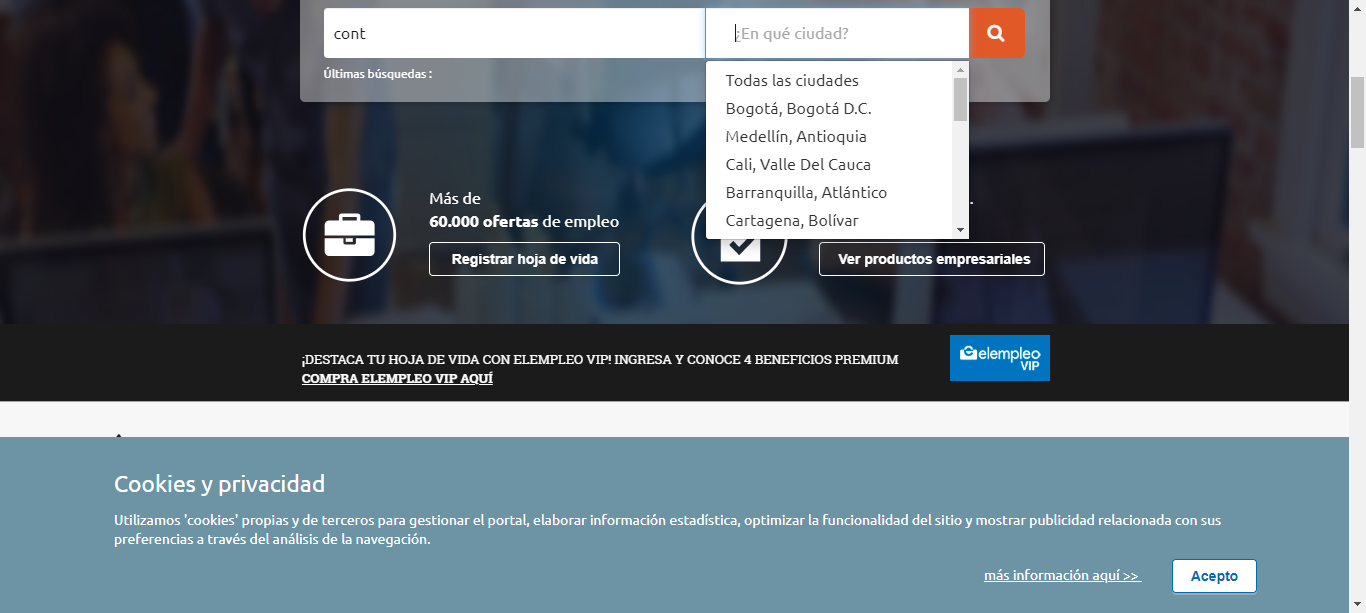 cont
¿En qué ciudad?
Últimas búsquedas :
Todas las ciudades
Bogotá, Bogotá D.C.
Medellín, Antioquia
Cali, Valle Del Cauca
Barranquilla, Atlántico
Cartagena, Bolívar
Más de
60.000 ofertas de empleo
Registrar hoja de vida
Ver productos empresariales
¡DESTACA TU HOJA DE VIDA CON ELEMPLEO VIP! INGRESA Y CONOCE 4 BENEFICIOS PREMIUM
COMPRA ELEMPLEO VIP AQUÍ
elempleo
VIP
Cookies y privacidad
Utilizamos 'cookies' propias y de terceros para gestionar el portal, elaborar información estadística, optimizar la funcionalidad del sitio y mostrar publicidad relacionada con sus
preferencias a través del análisis de la navegación.
más información aquí >>
Acepto